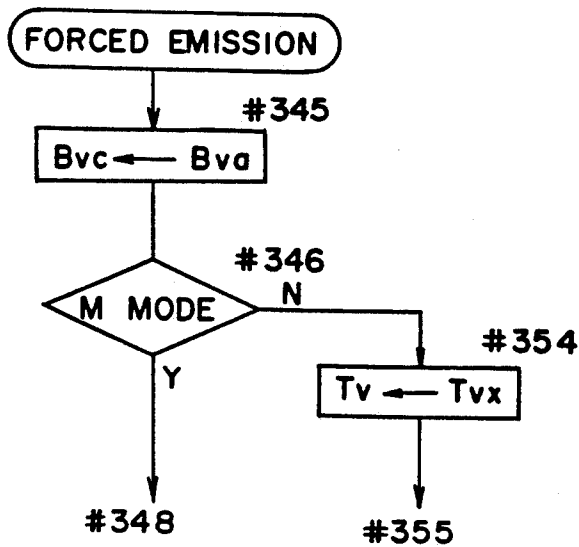 FORCED EMISSION
#345
Bvc ← Bva
#346
M MODE
N
#354
Y
Tv ← Tvx
#348
#355